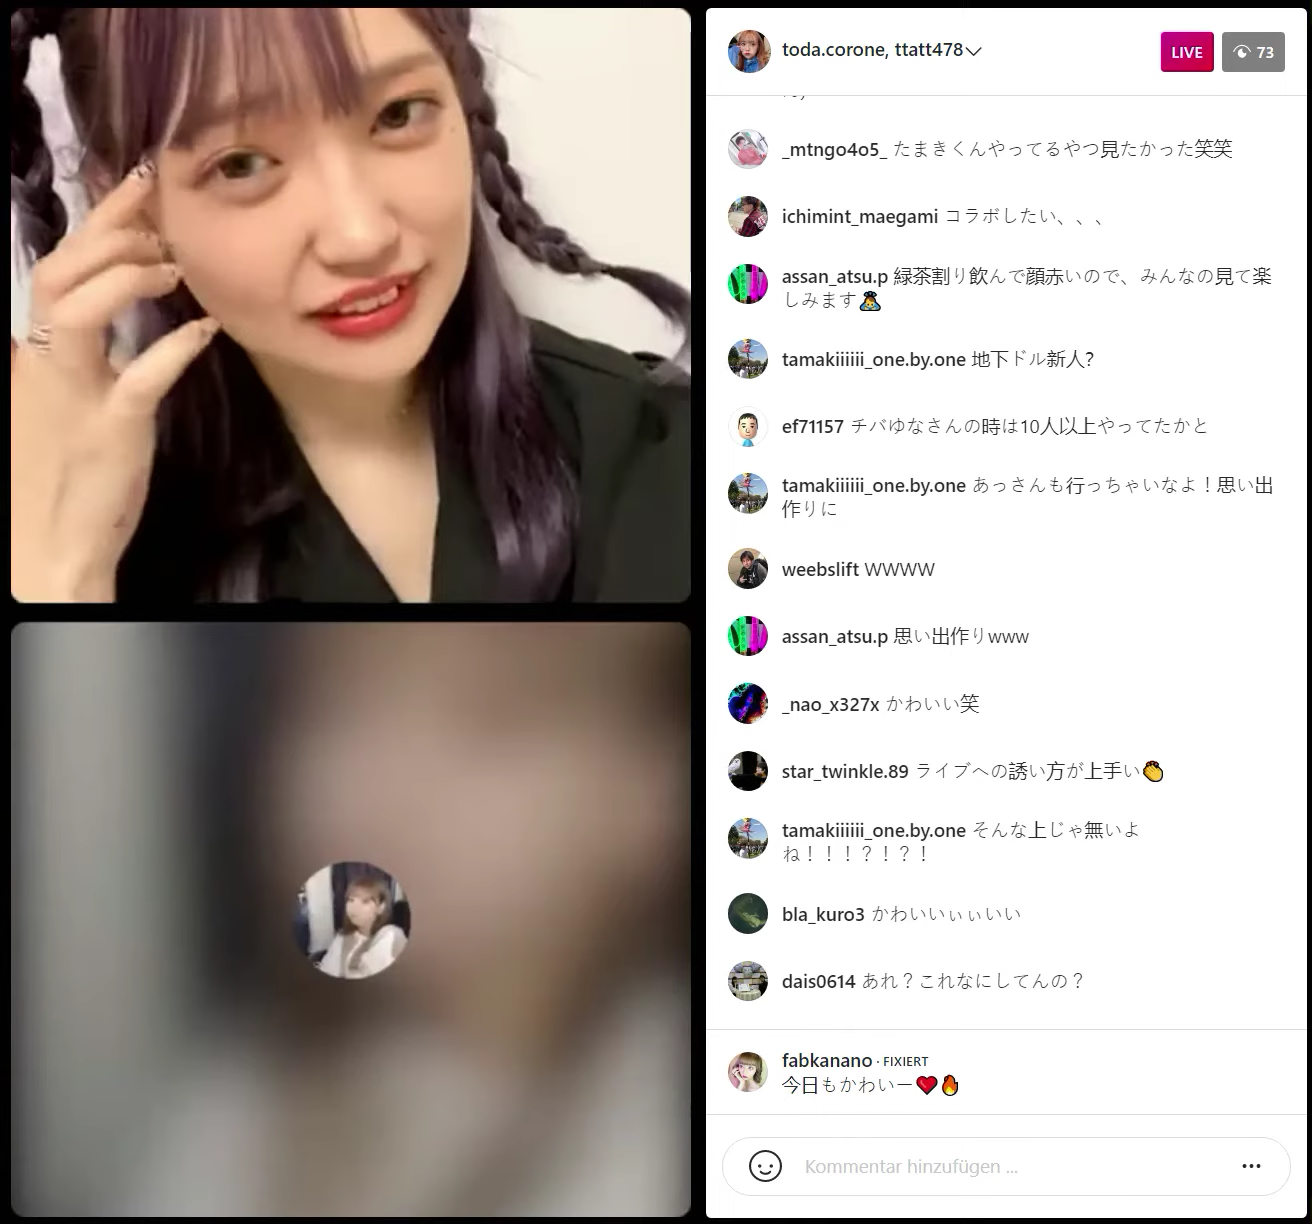 toda.corone, ttatt478
LIVE
73
_mtngo4o5_ たまきくんやってるやつ見たかった笑笑
ichimint_maegami コラボしたい、、、
assan_atsu.p 緑茶割り飲んで顔赤いので、みんなの見て楽
しみます🙇
tamakiiiiii_one.by.one 地下ドル新人?
ef71157 チバゆなさんの時は10人以上やってたかと
tamakiiiiii_one.by.one あっさんも行っちゃいなよ！思い出
作りに
weebslift WWWW
assan_atsu.p 思い出作りwww
_nao_x327x かわいい笑
star_twinkle.89 ライブへの誘い方が上手い👏
tamakiiiiii_one.by.one そんな上じゃ無いよ
ね！！！？！？！
bla_kuro3 かわいいぃぃいい
dais0614 あれ？これなにしてんの？
fabkanano · FIXIERT
今日もかわいー❤️🔥
Kommentar hinzufügen ...